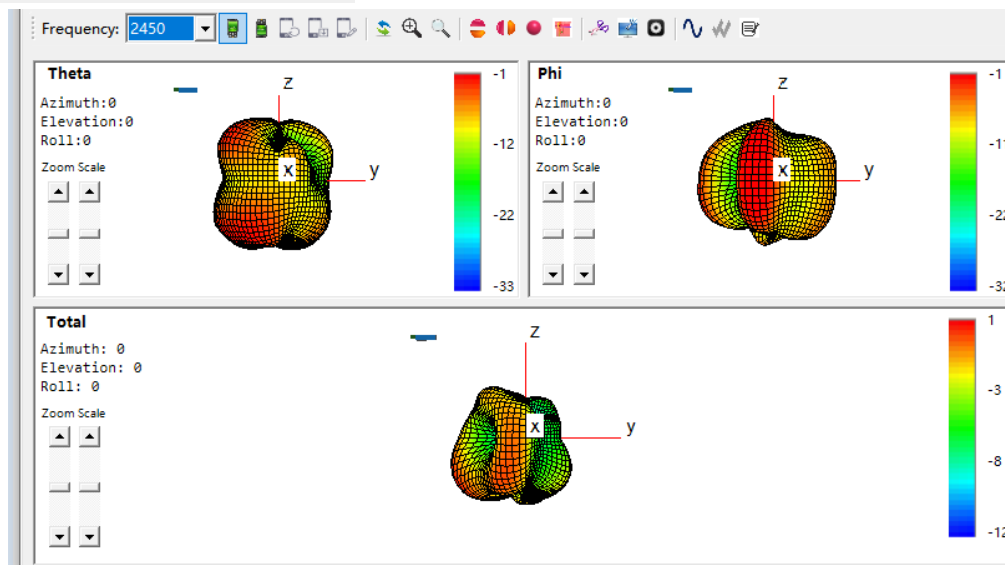 Frequency: 2450
Theta
Azimuth:0
Elevation:0
Roll:0
Zoom Scale
z
x
y
-1
-12
-22
-33
Phi
Azimuth:0
Elevation:0
Roll:0
Zoom Scale
z
x
y
-1
-11
-22
-32
Total
Azimuth: 0
Elevation: 0
Roll: 0
Zoom Scale
z
x
y
1
-3
-8
-12